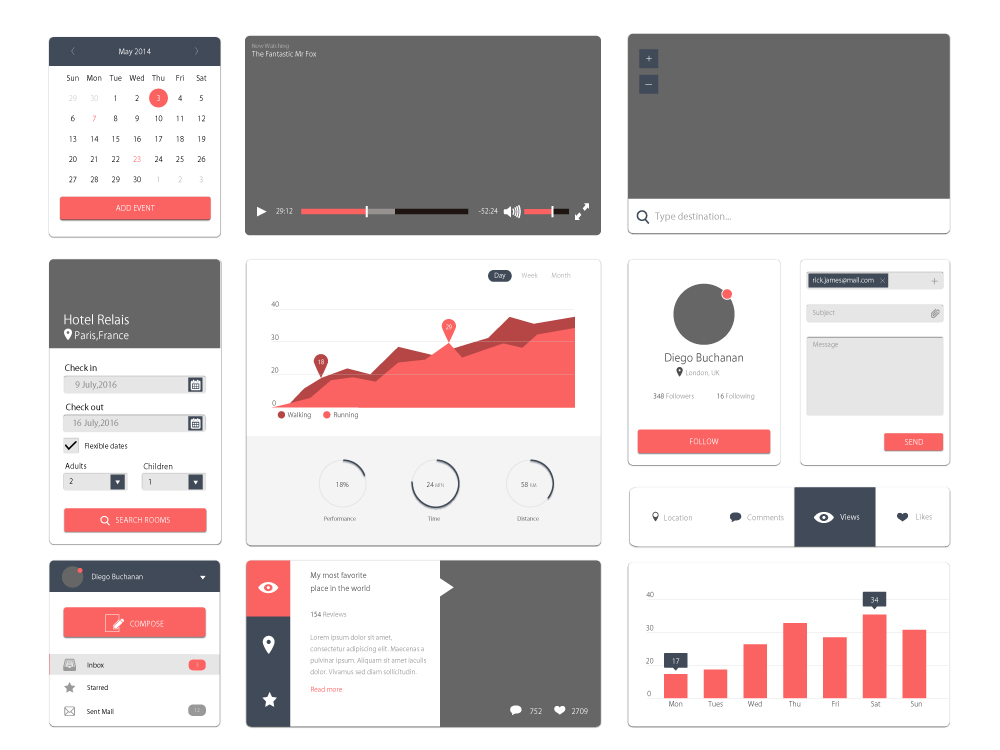 May 2014
Sun Mon Tue Wed Thu Fri Sat
29 30 1 2 3 4 5
6 7 8 9 10 11 12
13 14 15 16 17 18 19
20 21 22 23 24 25 26
27 28 29 30 1 2 3
ADD EVENT
Now Watching
The Fantastic Mr Fox
29:12
-52:24
+
−
Type destination...
Hotel Relais
Paris,France
Check in
9 July,2016
Check out
16 July,2016
Flexible dates
Adults Children
2 1
SEARCH ROOMS
Day Week Month
40
30
20
0
18
29
Walking Running
18% 24 MIN 58 KM
Performance Time Distance
Diego Buchanan
London, UK
348 Followers 16 Following
FOLLOW
rick.james@mail.com × +
Subject
Message
SEND
Location Comments Views Likes
Diego Buchanan
COMPOSE
Inbox
Starred
Sent Mail
My most favorite
place in the world
154 Reviews
Lorem ipsum dolor sit amet,
consectetur adipiscing elit. Maecenas a
pulvinar ipsum. Aliquam sit amet iaculis
dolor. Vivamus sed diam sollicitudin.
Read more
752 2709
40
30
20
0
17
34
Mon Tues Wed Thu Fri Sat Sun